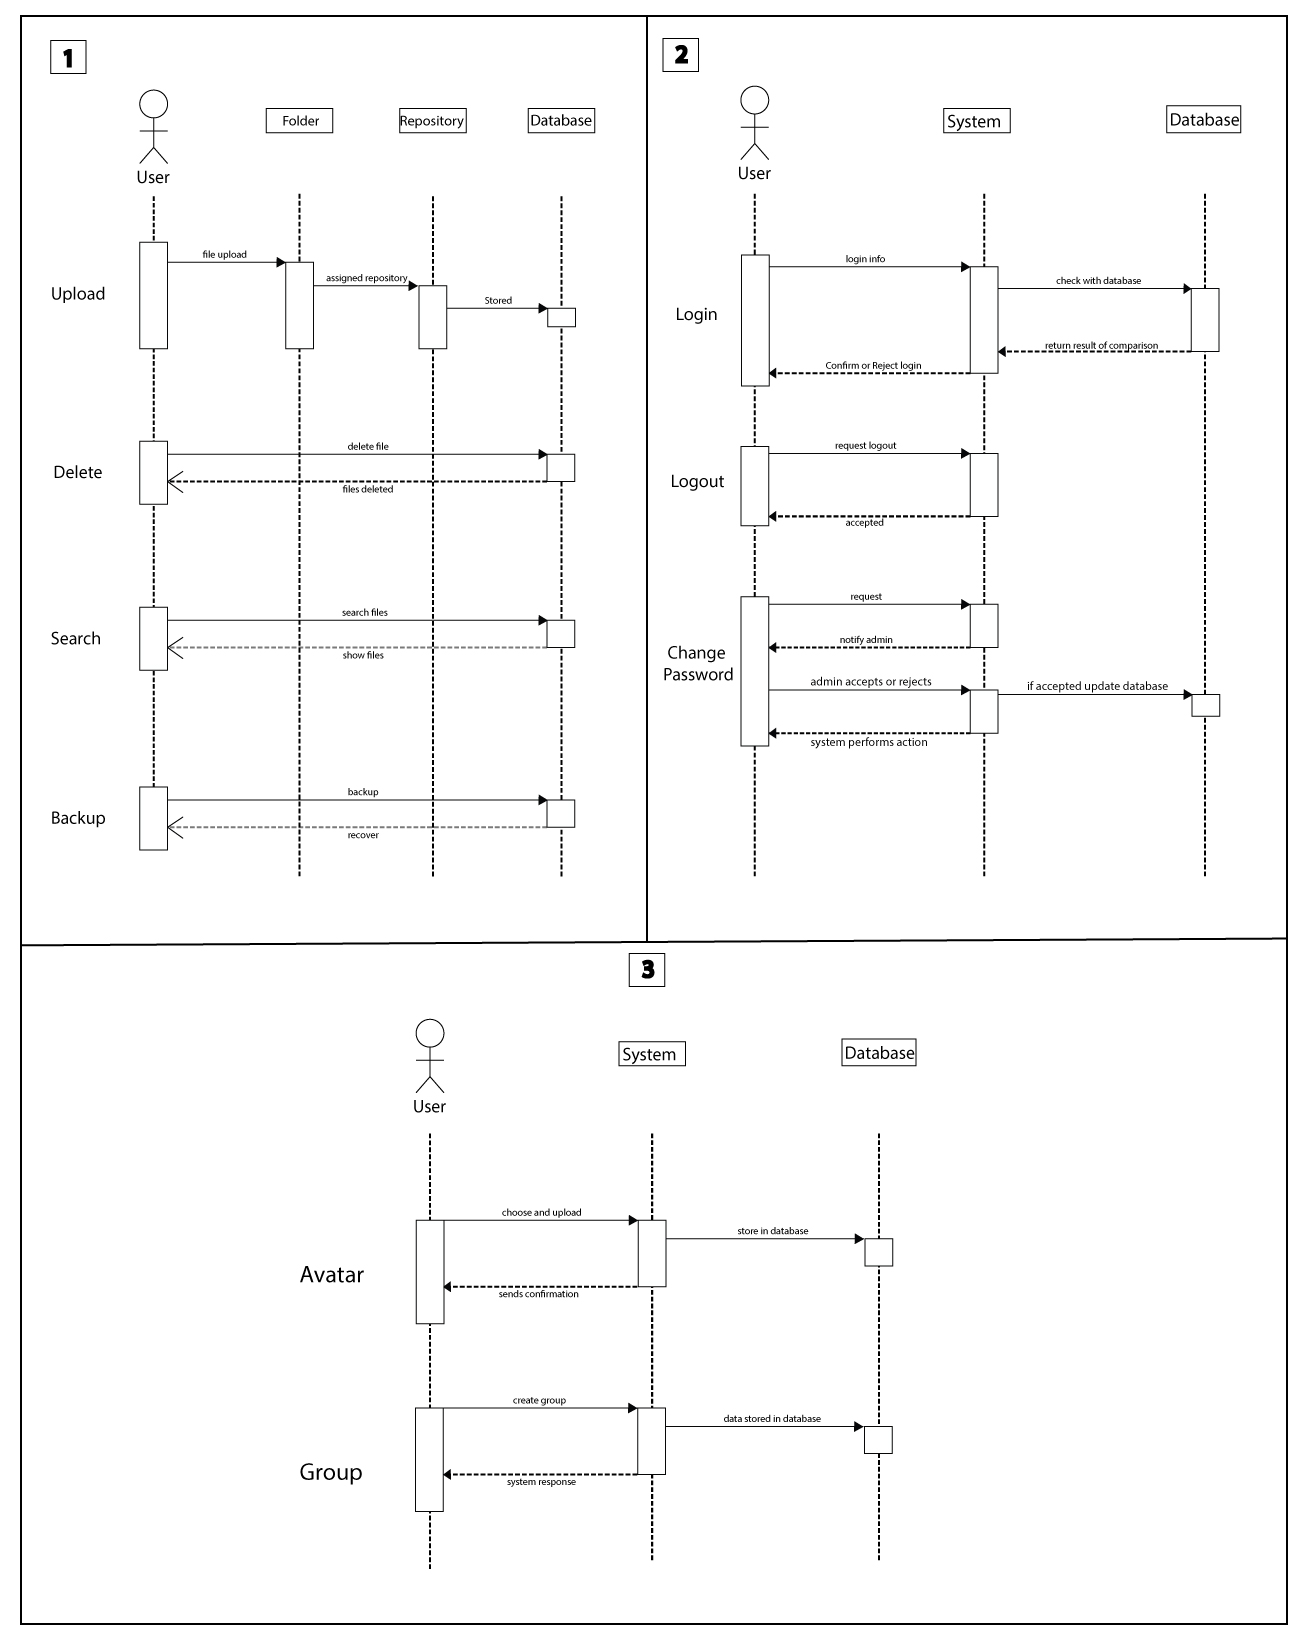 1
Folder
Repository
Database
User
file upload
assigned repository
Stored
Upload
delete file
Delete
files deleted
search files
Search
show files
backup
Backup
recover
2
System
Database
User
login info
check with database
Login
return result of comparison
Confirm or Reject login
request logout
Logout
accepted
request
notify admin
Change
Password
admin accepts or rejects
if accepted update database
system performs action
3
System
Database
User
choose and upload
store in database
Avatar
sends confirmation
create group
data stored in database
Group
system response